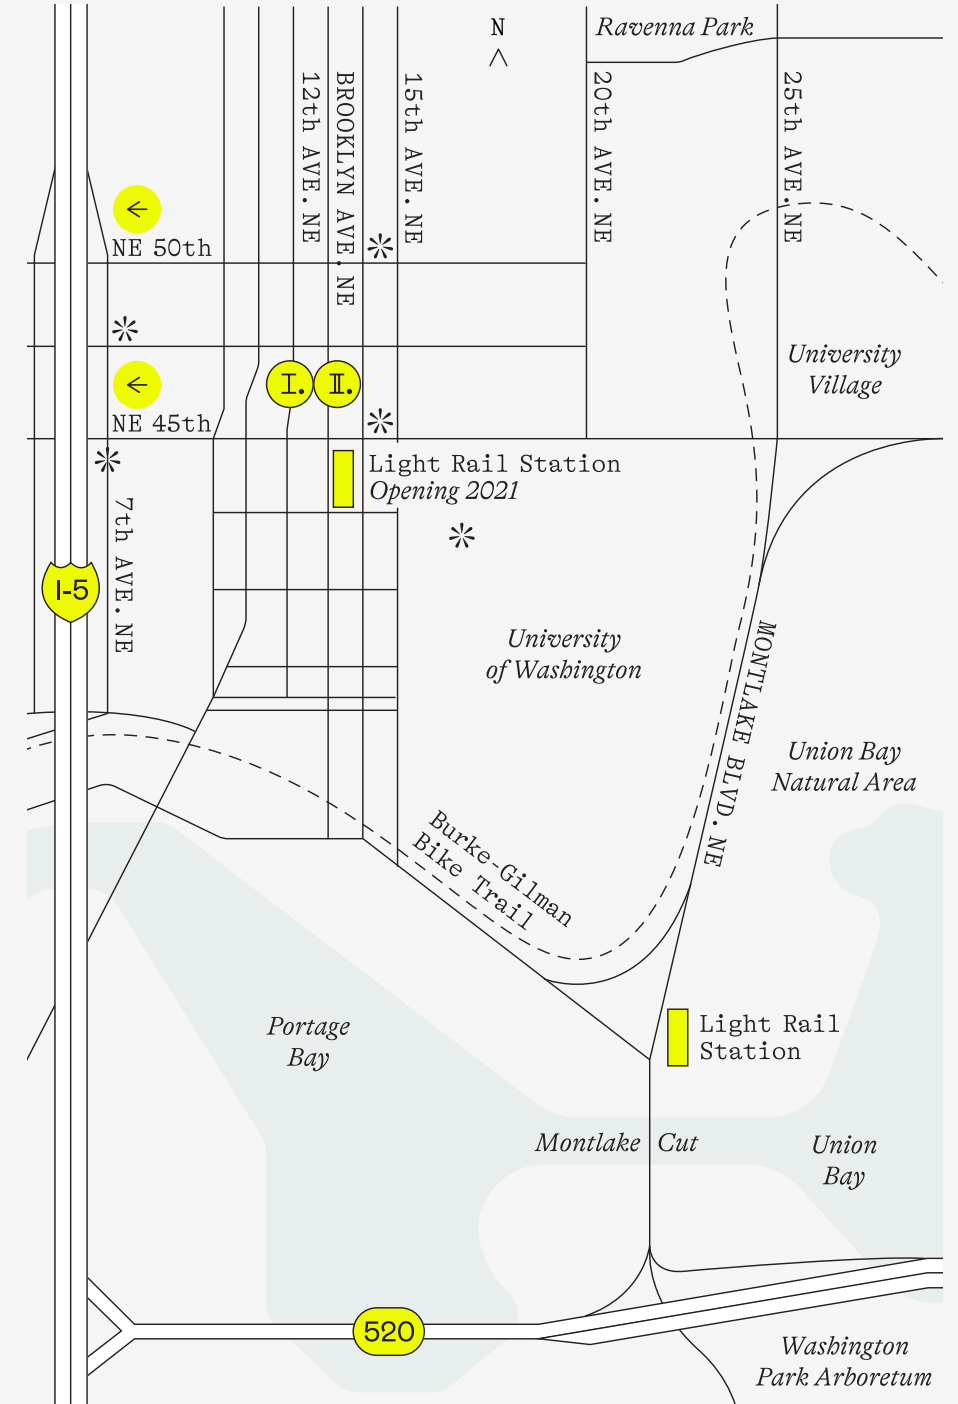 N
Ravenna Park
12th AVE. NE
BROOKLYN AVE. NE
15th AVE. NE
20th AVE. NE
25th AVE. NE
NE 50th
University
Village
I. II.
NE 45th
Light Rail Station
Opening 2021
7th AVE. NE
I-5
University
of Washington
MONTLAKE BLVD. NE
Union Bay
Natural Area
Burke-Gilman
Bike Trail
Portage
Bay
Light Rail
Station
Montlake Cut
Union
Bay
520
Washington
Park Arboretum